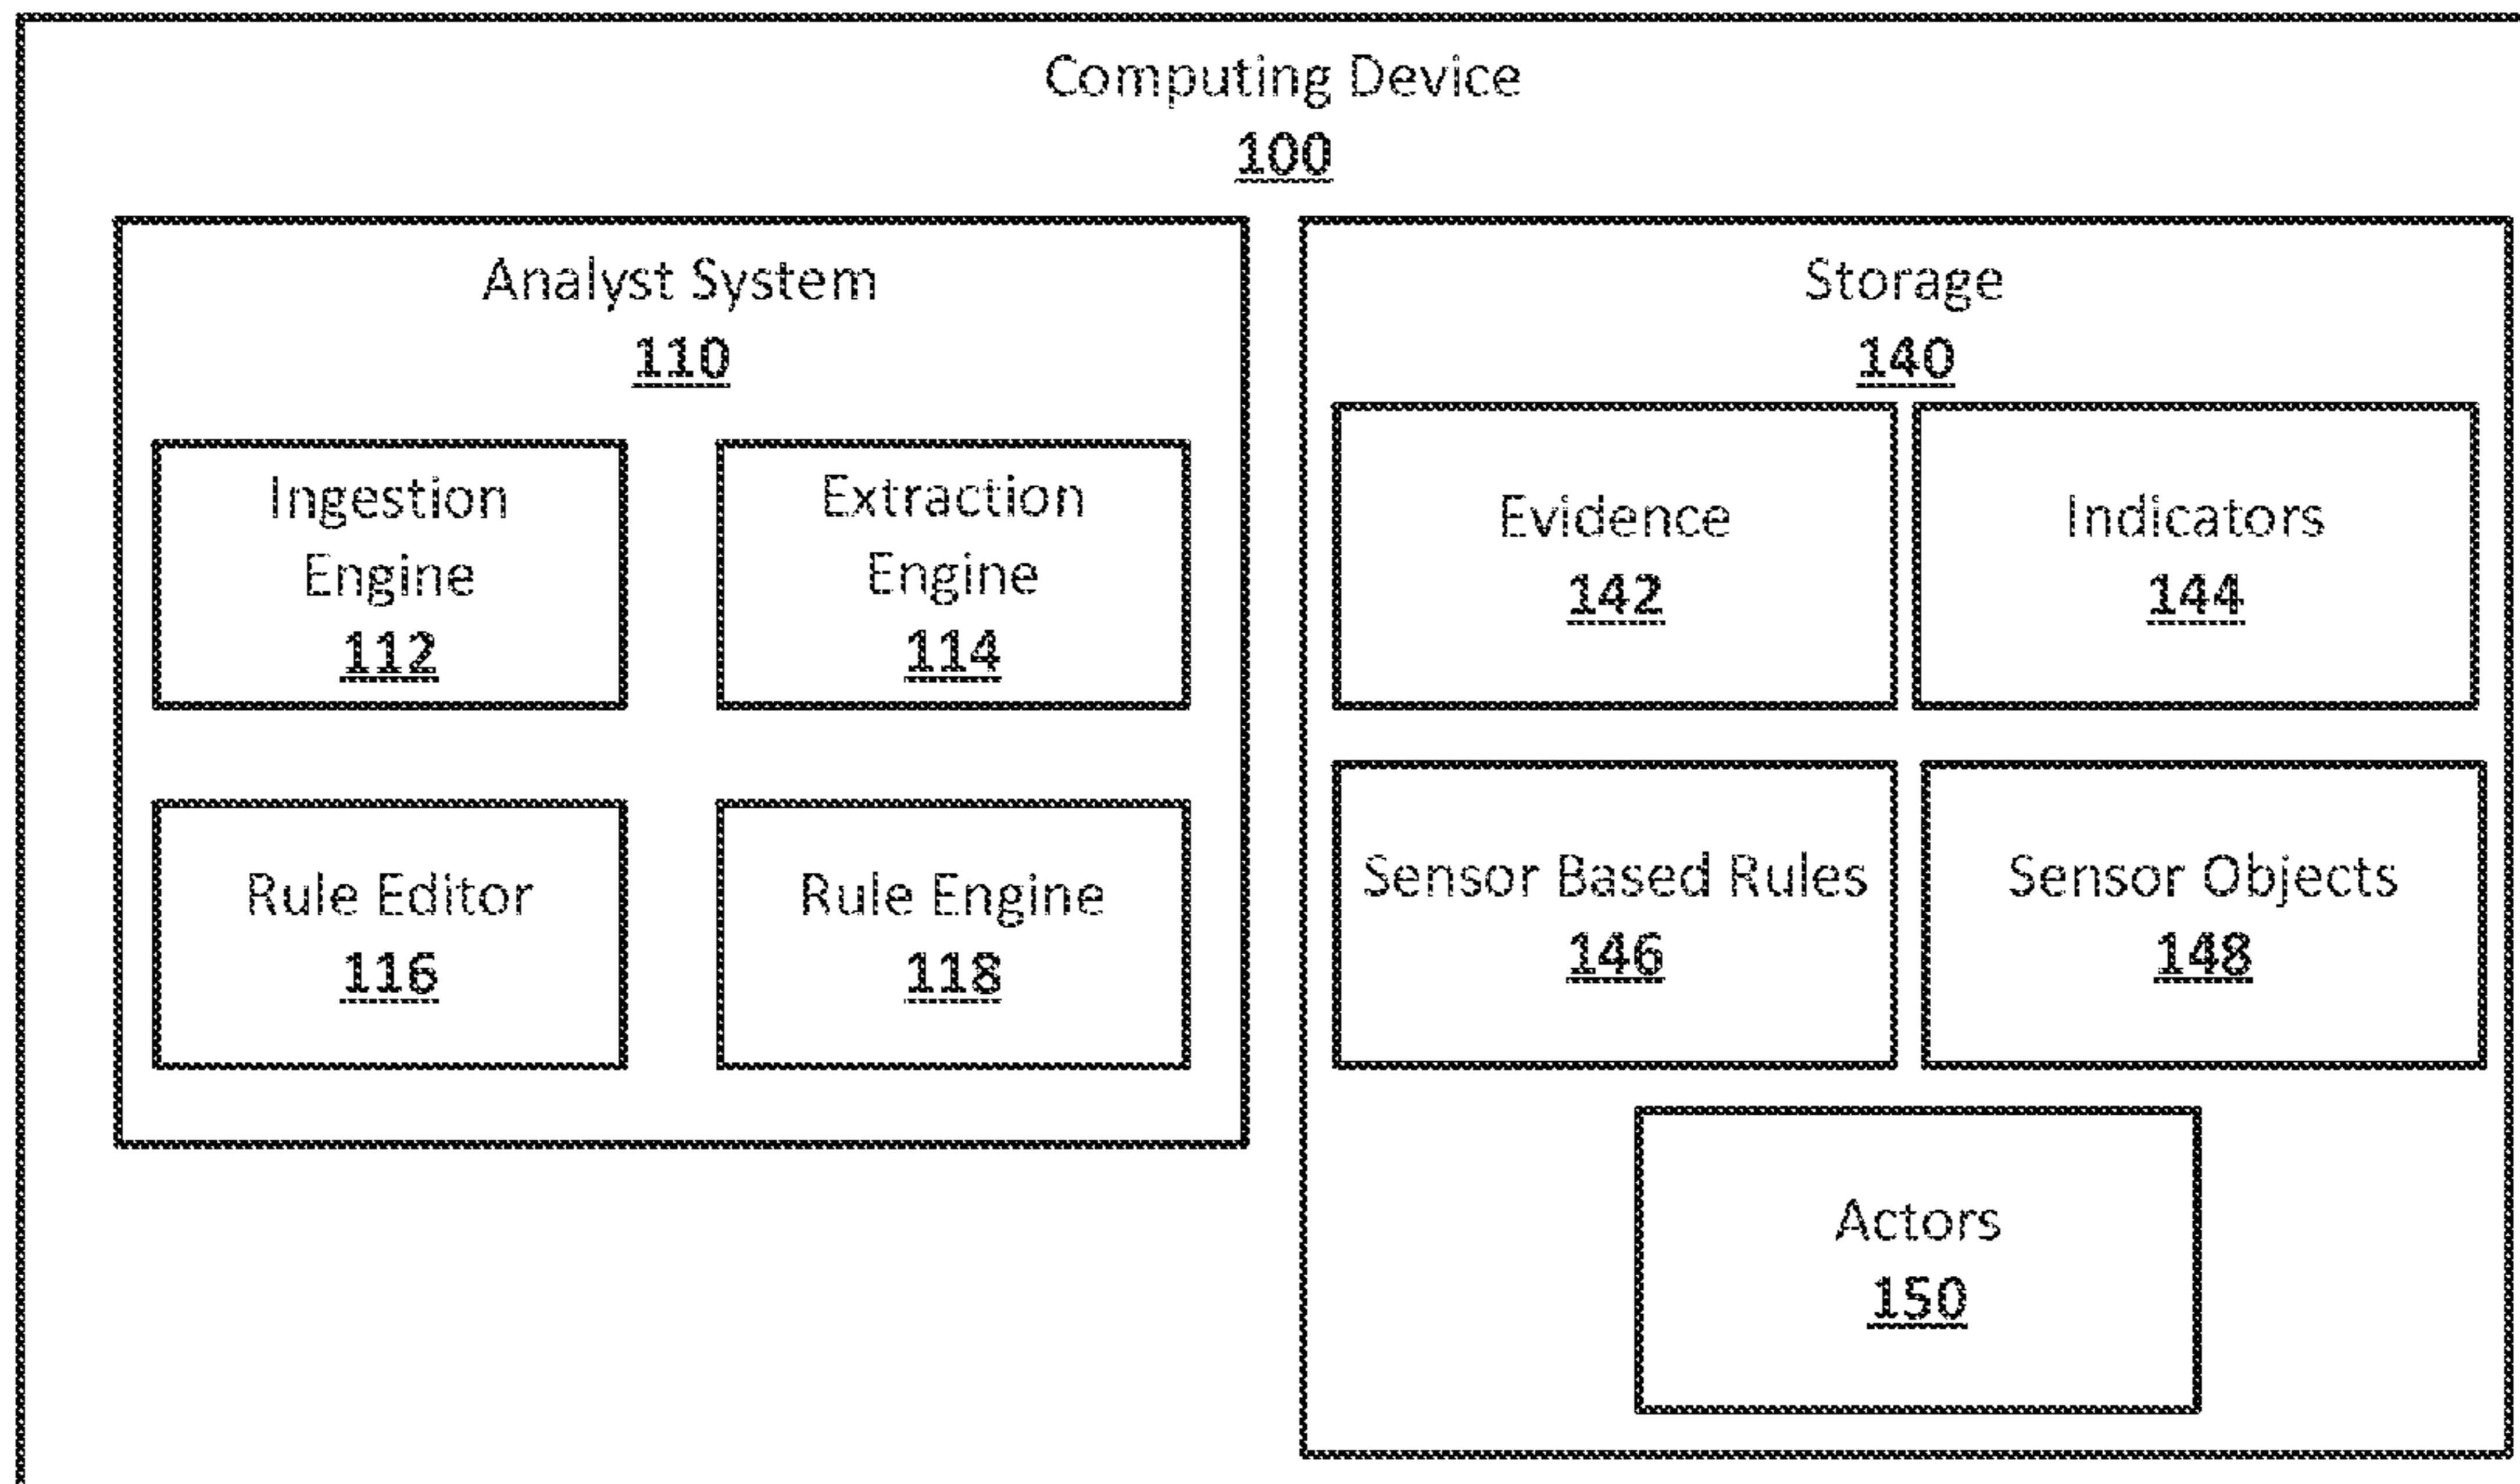 Computing Device
100
Analyst System
110
Ingestion
Engine
112
Extraction
Engine
114
Rule Editor
116
Rule Engine
118
Storage
140
Evidence
142
Indicators
144
Sensor Based Rules
146
Sensor Objects
148
Actors
150